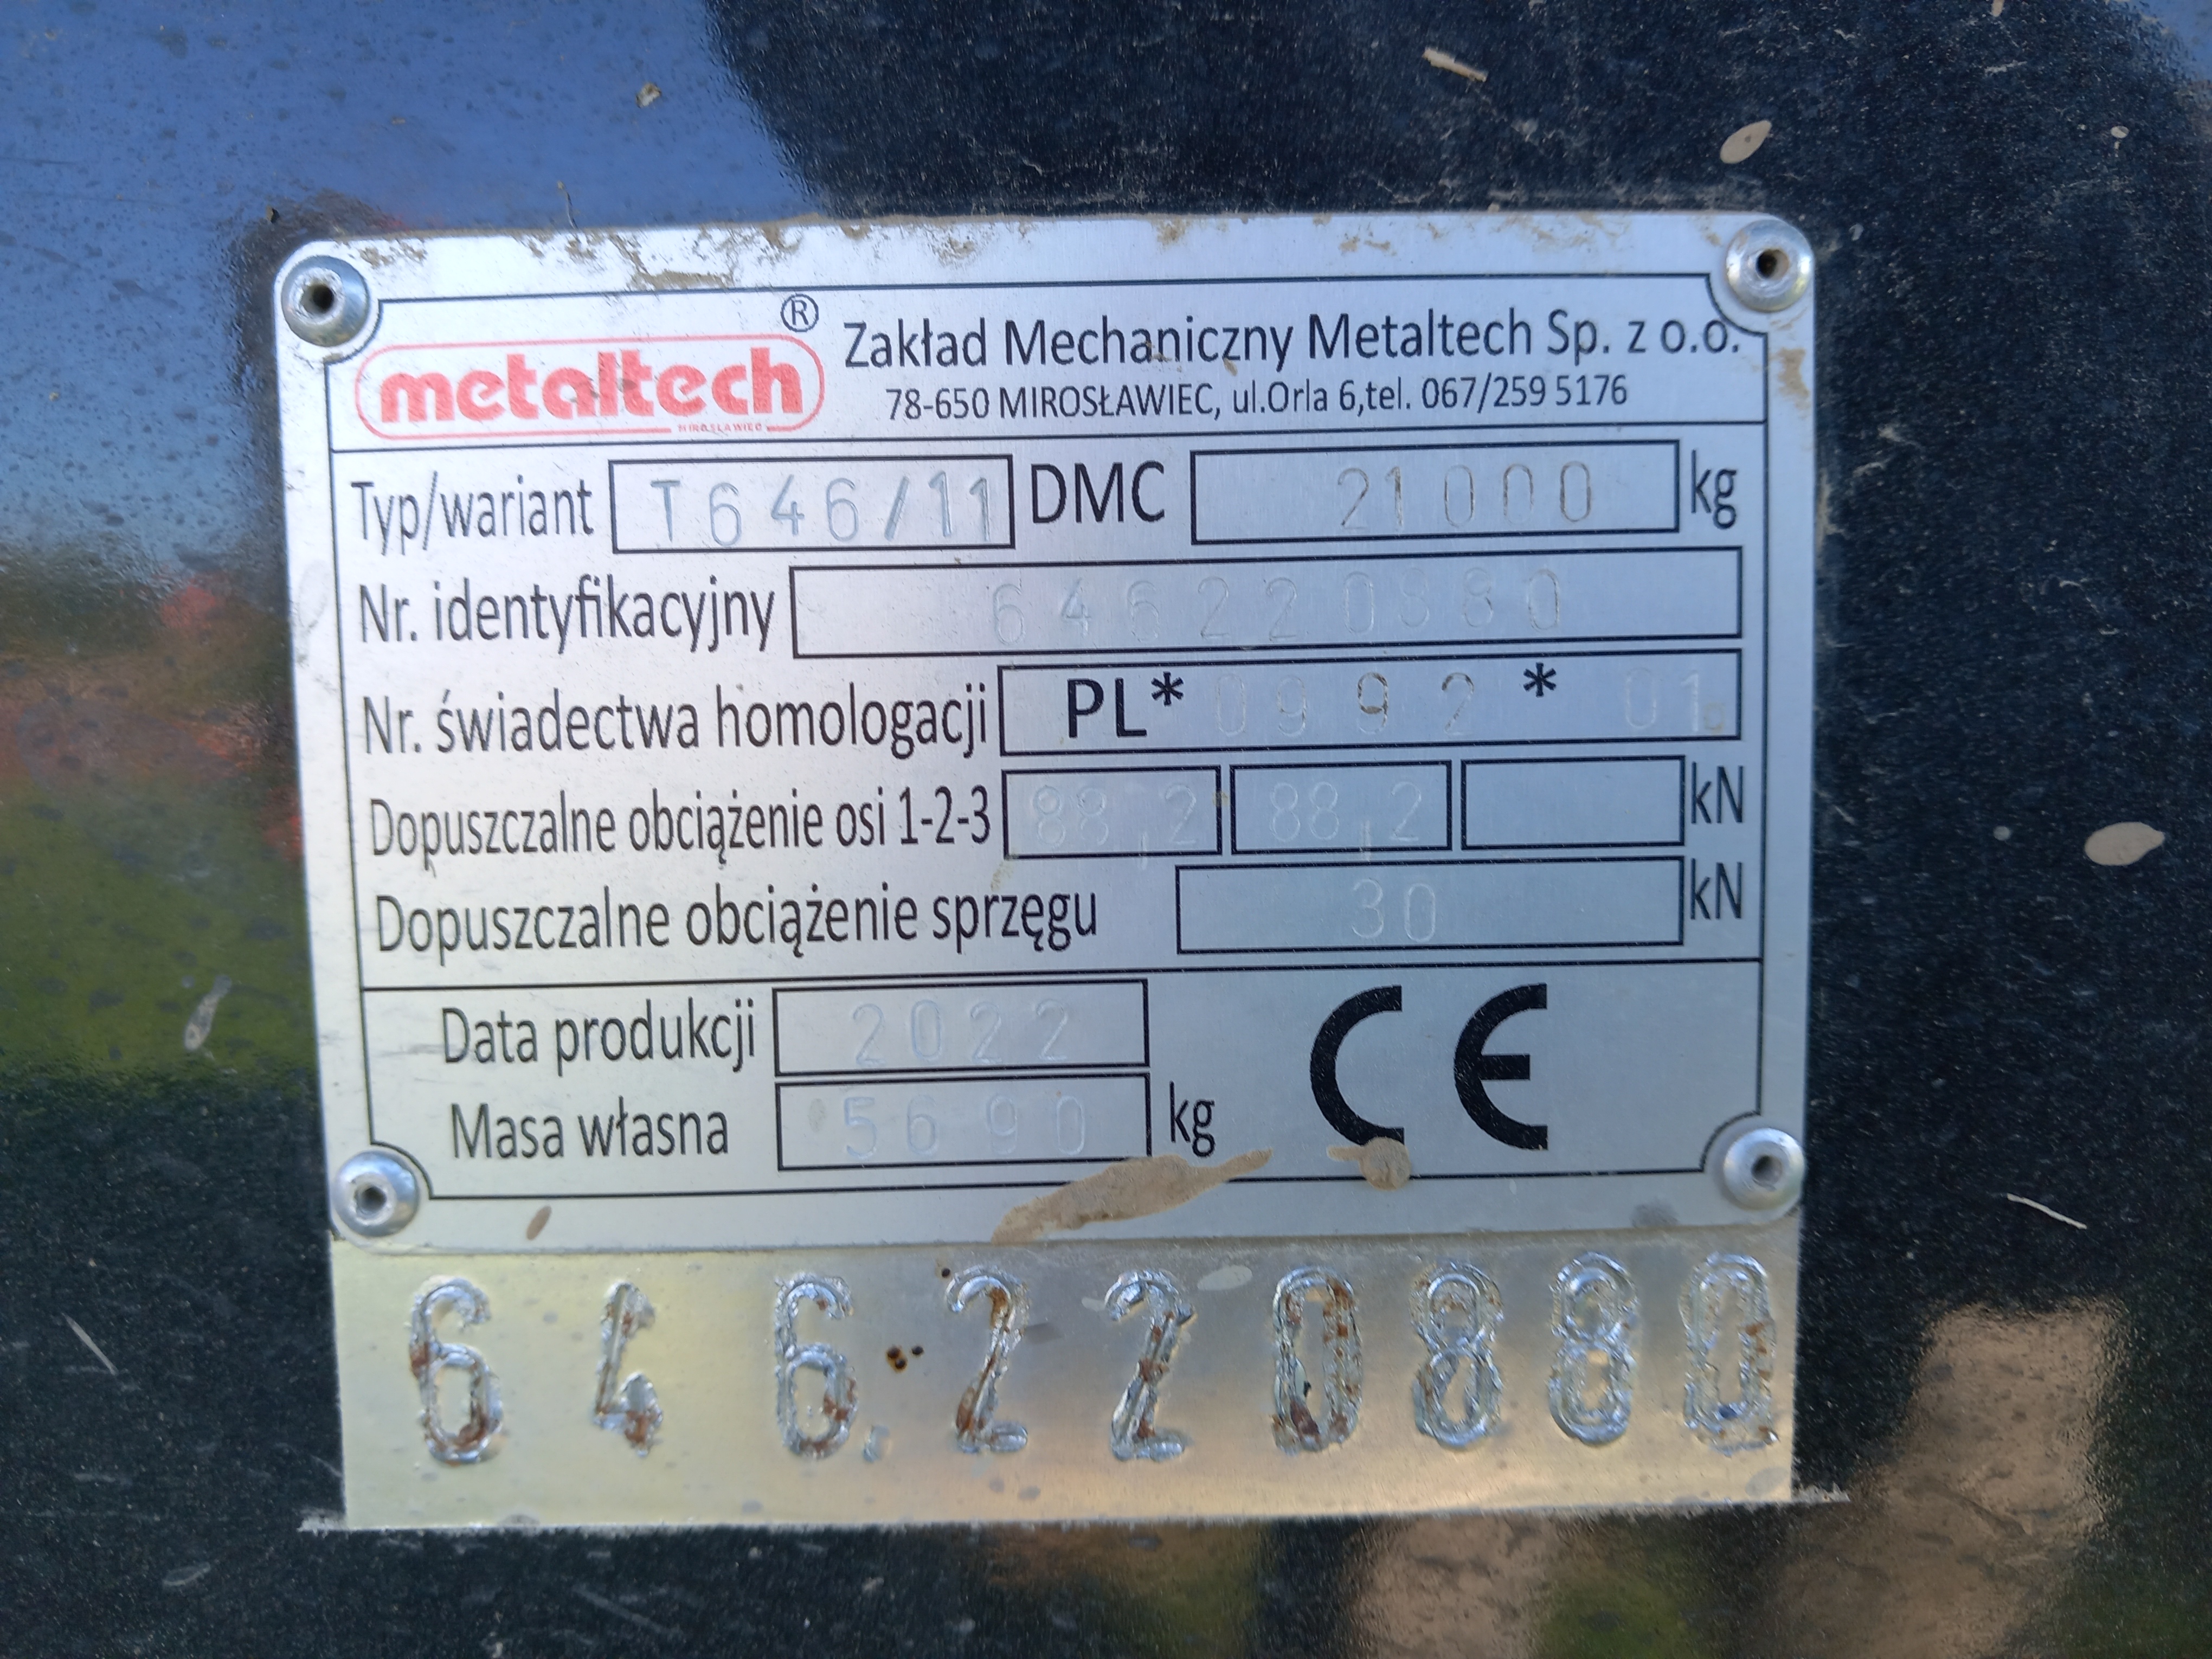 metaltech ®
MIROSŁAWIEC
Zakład Mechaniczny Metaltech Sp. z o.o.
78-650 MIROSŁAWIEC, ul.Orla 6,tel. 067/259 5176
Typ/wariant T646/11 DMC 21000 kg
Nr. identyfikacyjny 646220880
Nr. świadectwa homologacji PL*0992*01
Dopuszczalne obciążenie osi 1-2-3 88,2 88,2 kN
Dopuszczalne obciążenie sprzęgu 30 kN
Data produkcji 2022
Masa własna 5690 kg
CE
646.220880